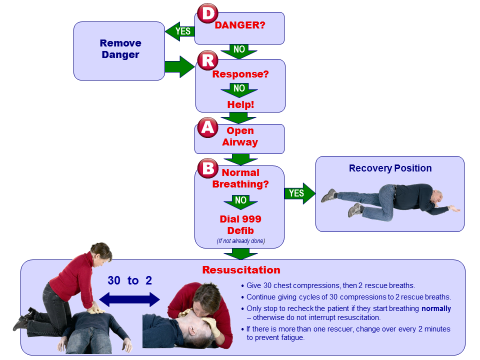 D
DANGER?
YES
Remove
Danger
NO
R
Response?
NO
Help!
A
Open
Airway
B
Normal
Breathing?
YES
Recovery Position
NO
Dial 999
Defib
(If not already done)
Resuscitation
30 to 2
• Give 30 chest compressions, then 2 rescue breaths.
• Continue giving cycles of 30 compressions to 2 rescue breaths.
• Only stop to recheck the patient if they start breathing normally
– otherwise do not interrupt resuscitation.
• If there is more than one rescuer, change over every 2 minutes
to prevent fatigue.